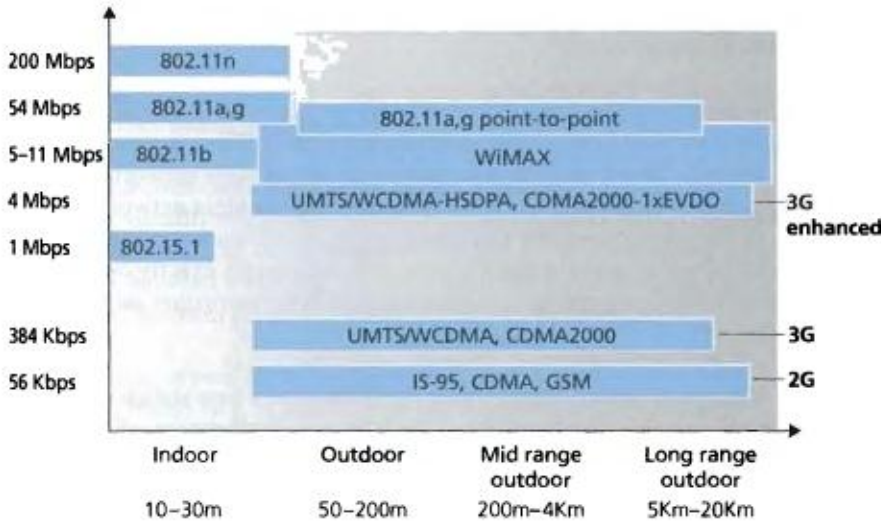 200 Mbps 802.11n
54 Mbps 802.11a,g 802.11a,g point-to-point
5–11 Mbps 802.11b WiMAX
4 Mbps UMTS/WCDMA-HSDPA, CDMA2000-1xEVDO 3G
enhanced
1 Mbps 802.15.1
384 Kbps UMTS/WCDMA, CDMA2000 3G
56 Kbps IS-95, CDMA, GSM 2G
Indoor Outdoor Mid range Long range
outdoor outdoor
10–30m 50–200m 200m–4Km 5Km–20Km